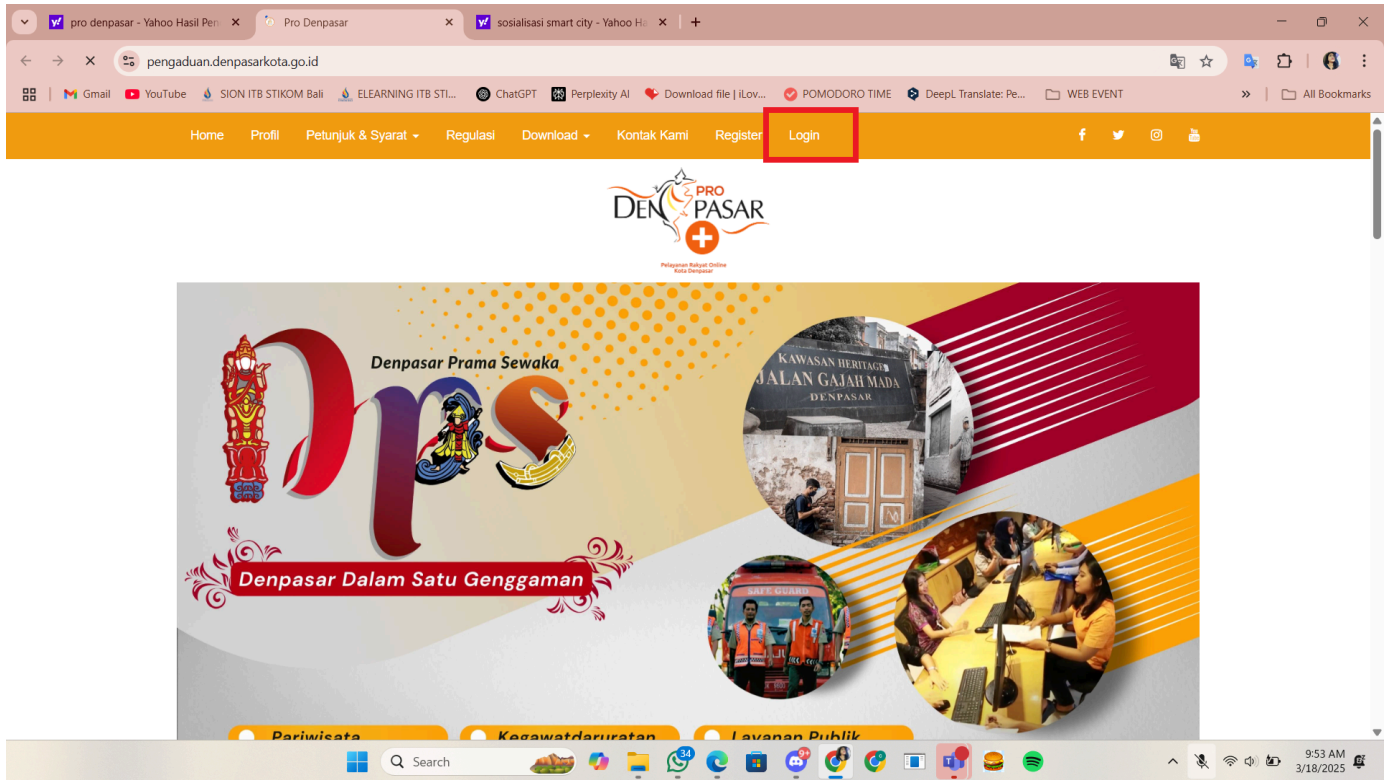 pro denpasar - Yahoo Hasil Pen
Pro Denpasar
sosialisasi smart city - Yahoo Ha
pengaduan.denpasarkota.go.id
Gmail
YouTube
SION ITB STIKOM Bali
ELEARNING ITB STI...
ChatGPT
Perplexity AI
Download file | iLov...
POMODORO TIME
DeepL Translate: Pe...
WEB EVENT
All Bookmarks
Home Profil Petunjuk & Syarat Regulasi Download Kontak Kami Register Login
DENPASAR PRO
Pelayanan Rakyat Online
Kota Denpasar
Denpasar Prama Sewaka
Dps
Denpasar Dalam Satu Genggaman
KAWASAN HERITAGE
JALAN GAJAH MADA
DENPASAR
SAFE GUARD
Pariwisata
Kegawatdaruratan
Layanan Publik
Search
34
9+
9:53 AM
3/18/2025